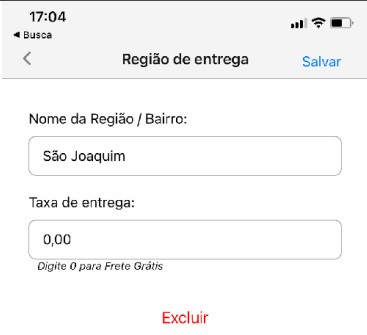 17:04
◄ Busca
Região de entrega
Salvar
Nome da Região / Bairro:
São Joaquim
Taxa de entrega:
0,00
Digite 0 para Frete Grátis
Excluir